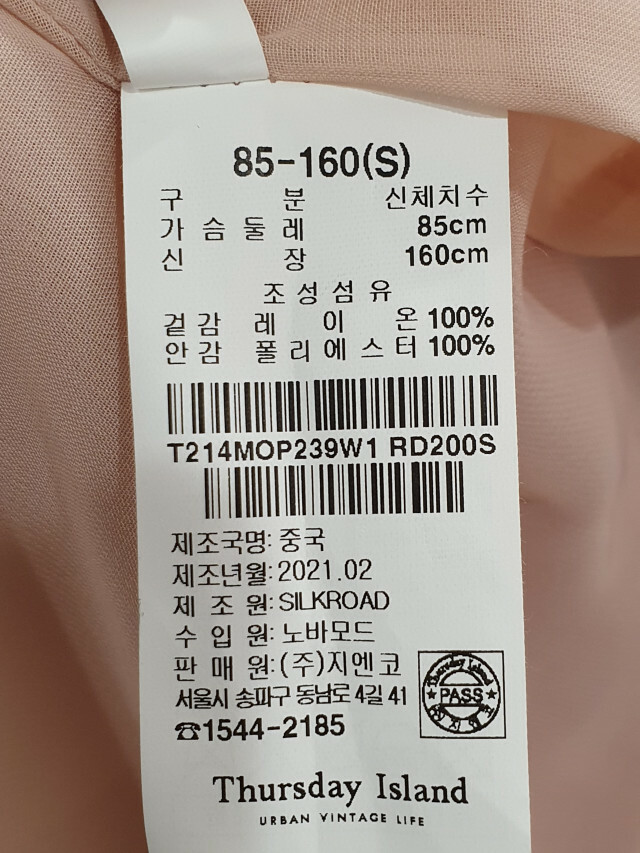 85-160(S)
구 분 신체치수
가 슴 둘 레 85cm
신 장 160cm
조 성 섬 유
겉 감 레 이 온 100%
안 감 폴 리 에 스 터 100%
T214MOP239W1 RD200S
제조국명: 중국
제조년월: 2021.02
제 조 원: SILKROAD
수 입 원: 노바모드
판 매 원: (주)지엔코
서울시 송파구 동남로 4길 41
☎1544-2185
Thursday Island
PASS
Thursday Island
URBAN VINTAGE LIFE